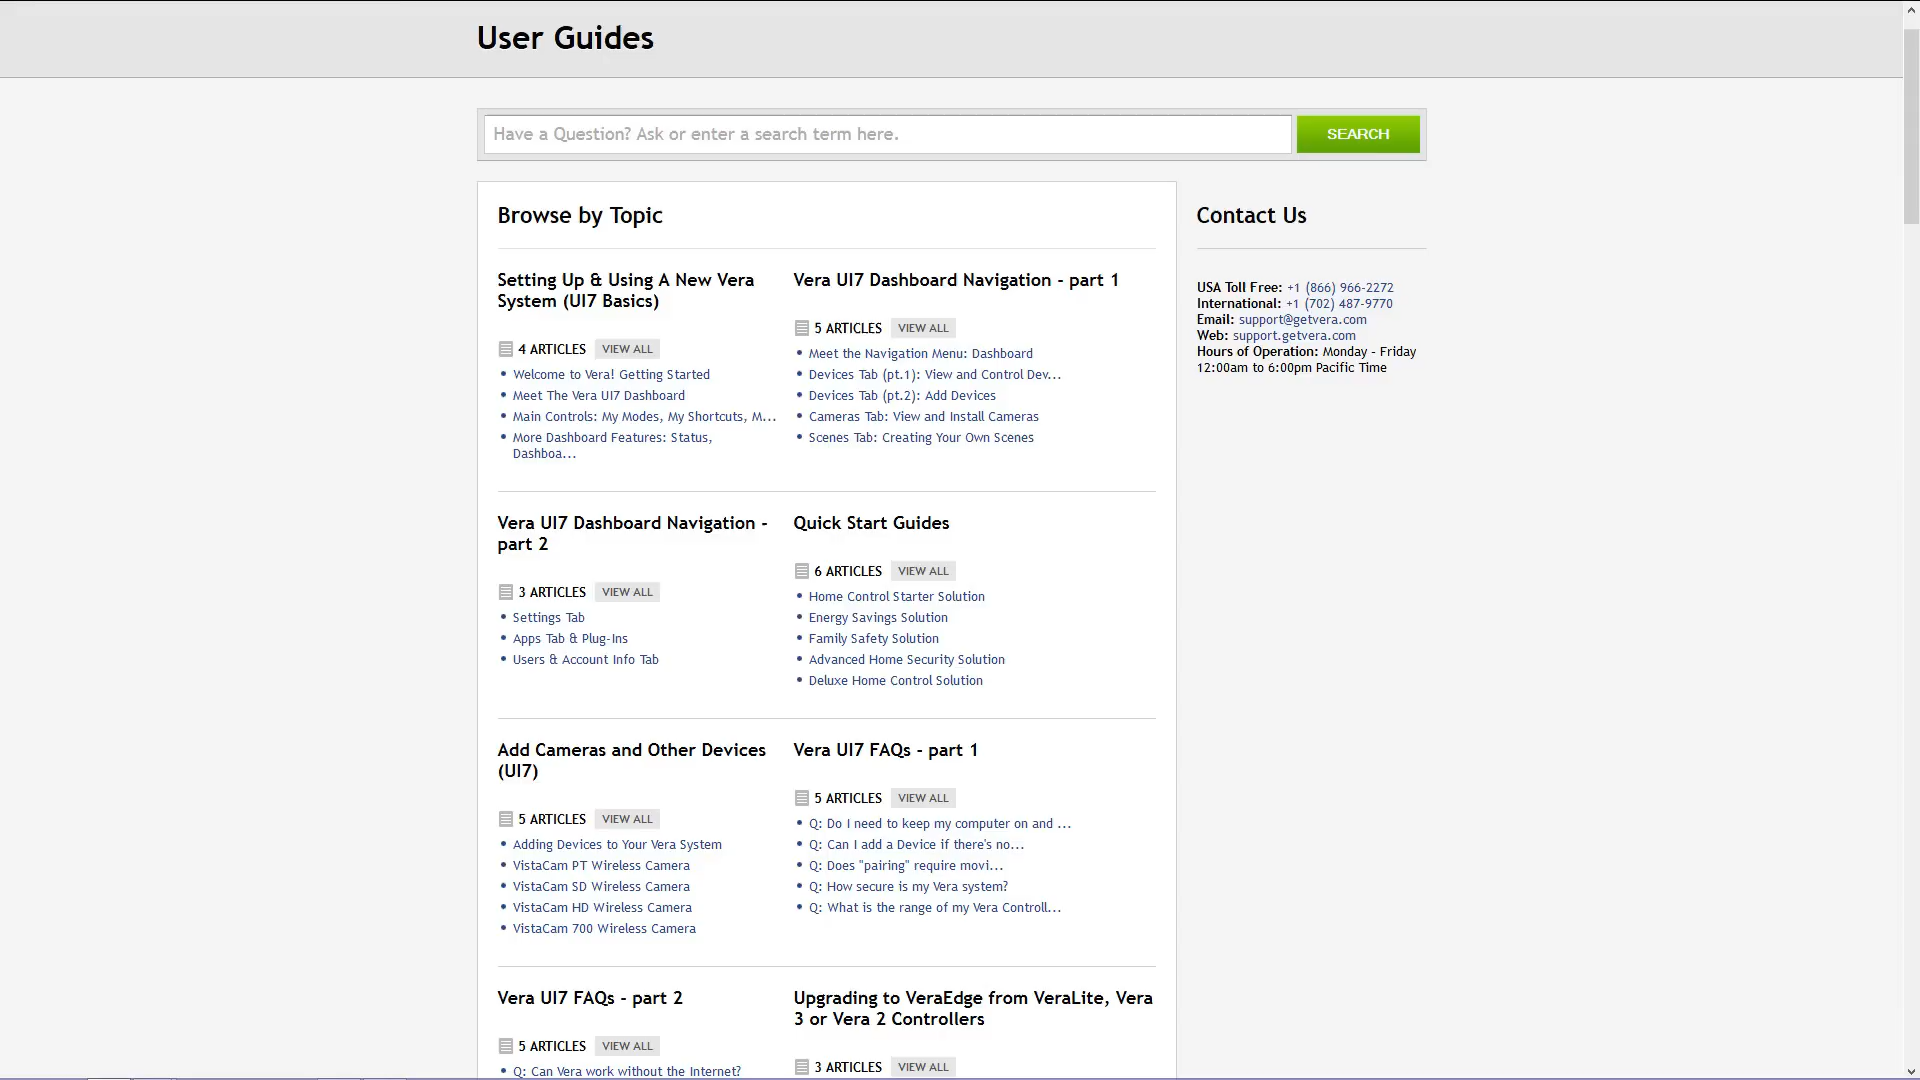 User Guides
Have a Question? Ask or enter a search term here.
SEARCH
Browse by Topic
Setting Up & Using A New Vera
System (UI7 Basics)
4 ARTICLES VIEW ALL
Welcome to Vera! Getting Started
Meet The Vera UI7 Dashboard
Main Controls: My Modes, My Shortcuts, M...
More Dashboard Features: Status,
Dashboa...
Vera UI7 Dashboard Navigation - part 1
5 ARTICLES VIEW ALL
Meet the Navigation Menu: Dashboard
Devices Tab (pt.1): View and Control Dev...
Devices Tab (pt.2): Add Devices
Cameras Tab: View and Install Cameras
Scenes Tab: Creating Your Own Scenes
Vera UI7 Dashboard Navigation -
part 2
3 ARTICLES VIEW ALL
Settings Tab
Apps Tab & Plug-Ins
Users & Account Info Tab
Quick Start Guides
6 ARTICLES VIEW ALL
Home Control Starter Solution
Energy Savings Solution
Family Safety Solution
Advanced Home Security Solution
Deluxe Home Control Solution
Add Cameras and Other Devices
(UI7)
5 ARTICLES VIEW ALL
Adding Devices to Your Vera System
VistaCam PT Wireless Camera
VistaCam SD Wireless Camera
VistaCam HD Wireless Camera
VistaCam 700 Wireless Camera
Vera UI7 FAQs - part 1
5 ARTICLES VIEW ALL
Q: Do I need to keep my computer on and ...
Q: Can I add a Device if there's no...
Q: Does "pairing" require movi...
Q: How secure is my Vera system?
Q: What is the range of my Vera Controll...
Vera UI7 FAQs - part 2
5 ARTICLES VIEW ALL
Q: Can Vera work without the Internet?
Upgrading to VeraEdge from VeraLite, Vera
3 or Vera 2 Controllers
3 ARTICLES VIEW ALL
Contact Us
USA Toll Free: +1 (866) 966-2272
International: +1 (702) 487-9770
Email: support@getvera.com
Web: support.getvera.com
Hours of Operation: Monday - Friday
12:00am to 6:00pm Pacific Time